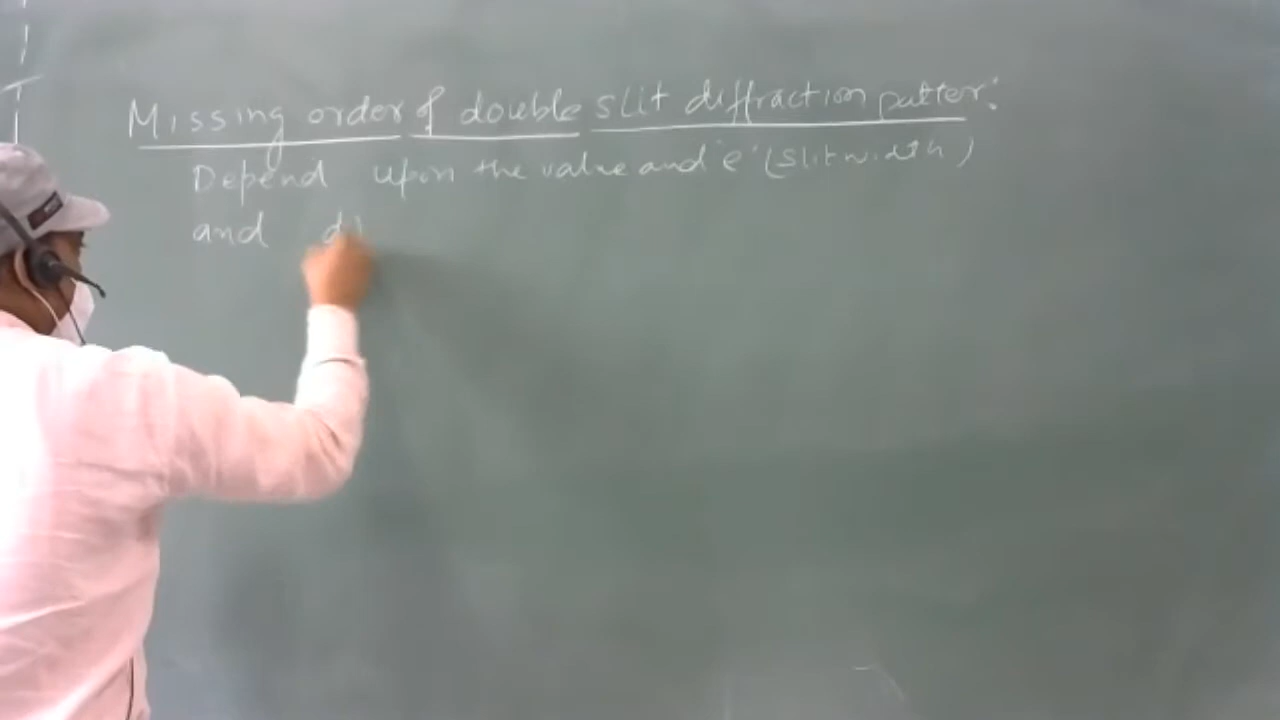 Missing order of double slit diffraction patter:
Depend upon the value and 'e' (slit width)
and d